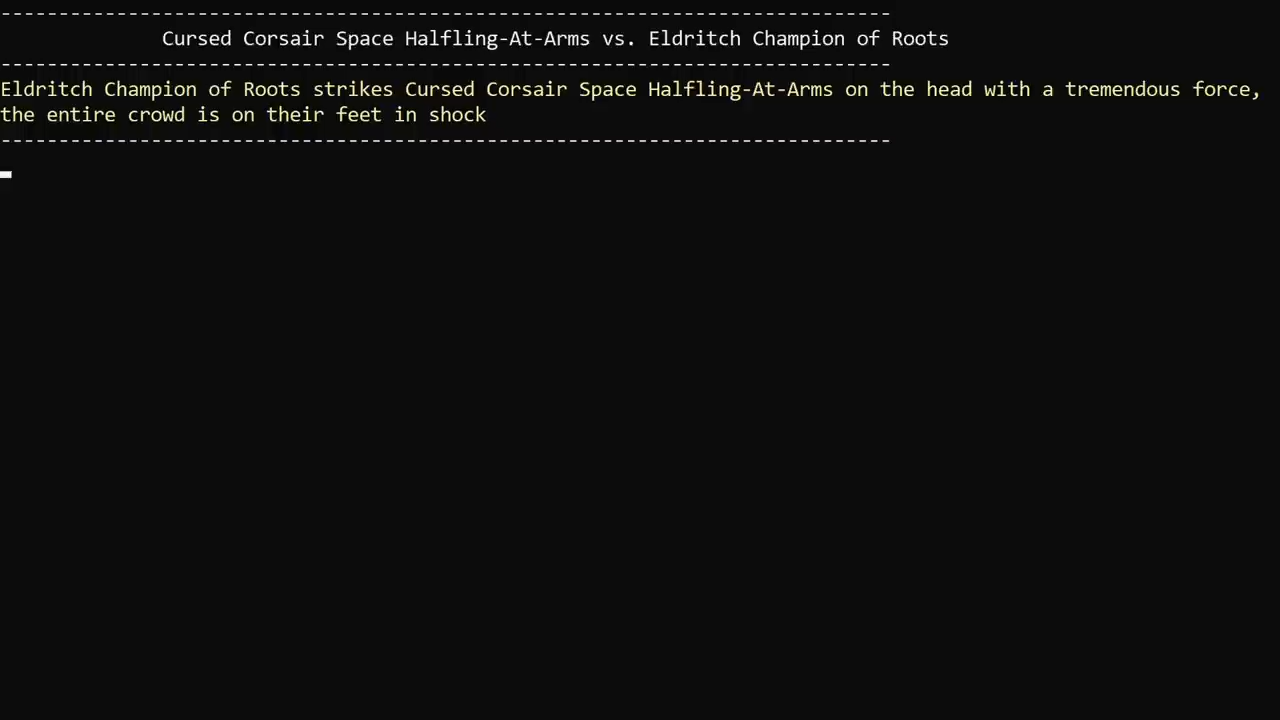 -----------------------------------------------------------------------------
Cursed Corsair Space Halfling-At-Arms vs. Eldritch Champion of Roots
-----------------------------------------------------------------------------
Eldritch Champion of Roots strikes Cursed Corsair Space Halfling-At-Arms on the head with a tremendous force,
the entire crowd is on their feet in shock
-----------------------------------------------------------------------------